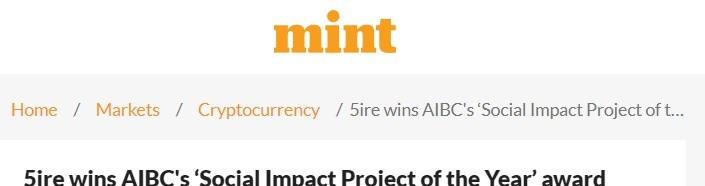 mint
Home / Markets / Cryptocurrency / 5ire wins AIBC's ‘Social Impact Project of t...
5ire wins AIBC's ‘Social Impact Project of the Year’ award